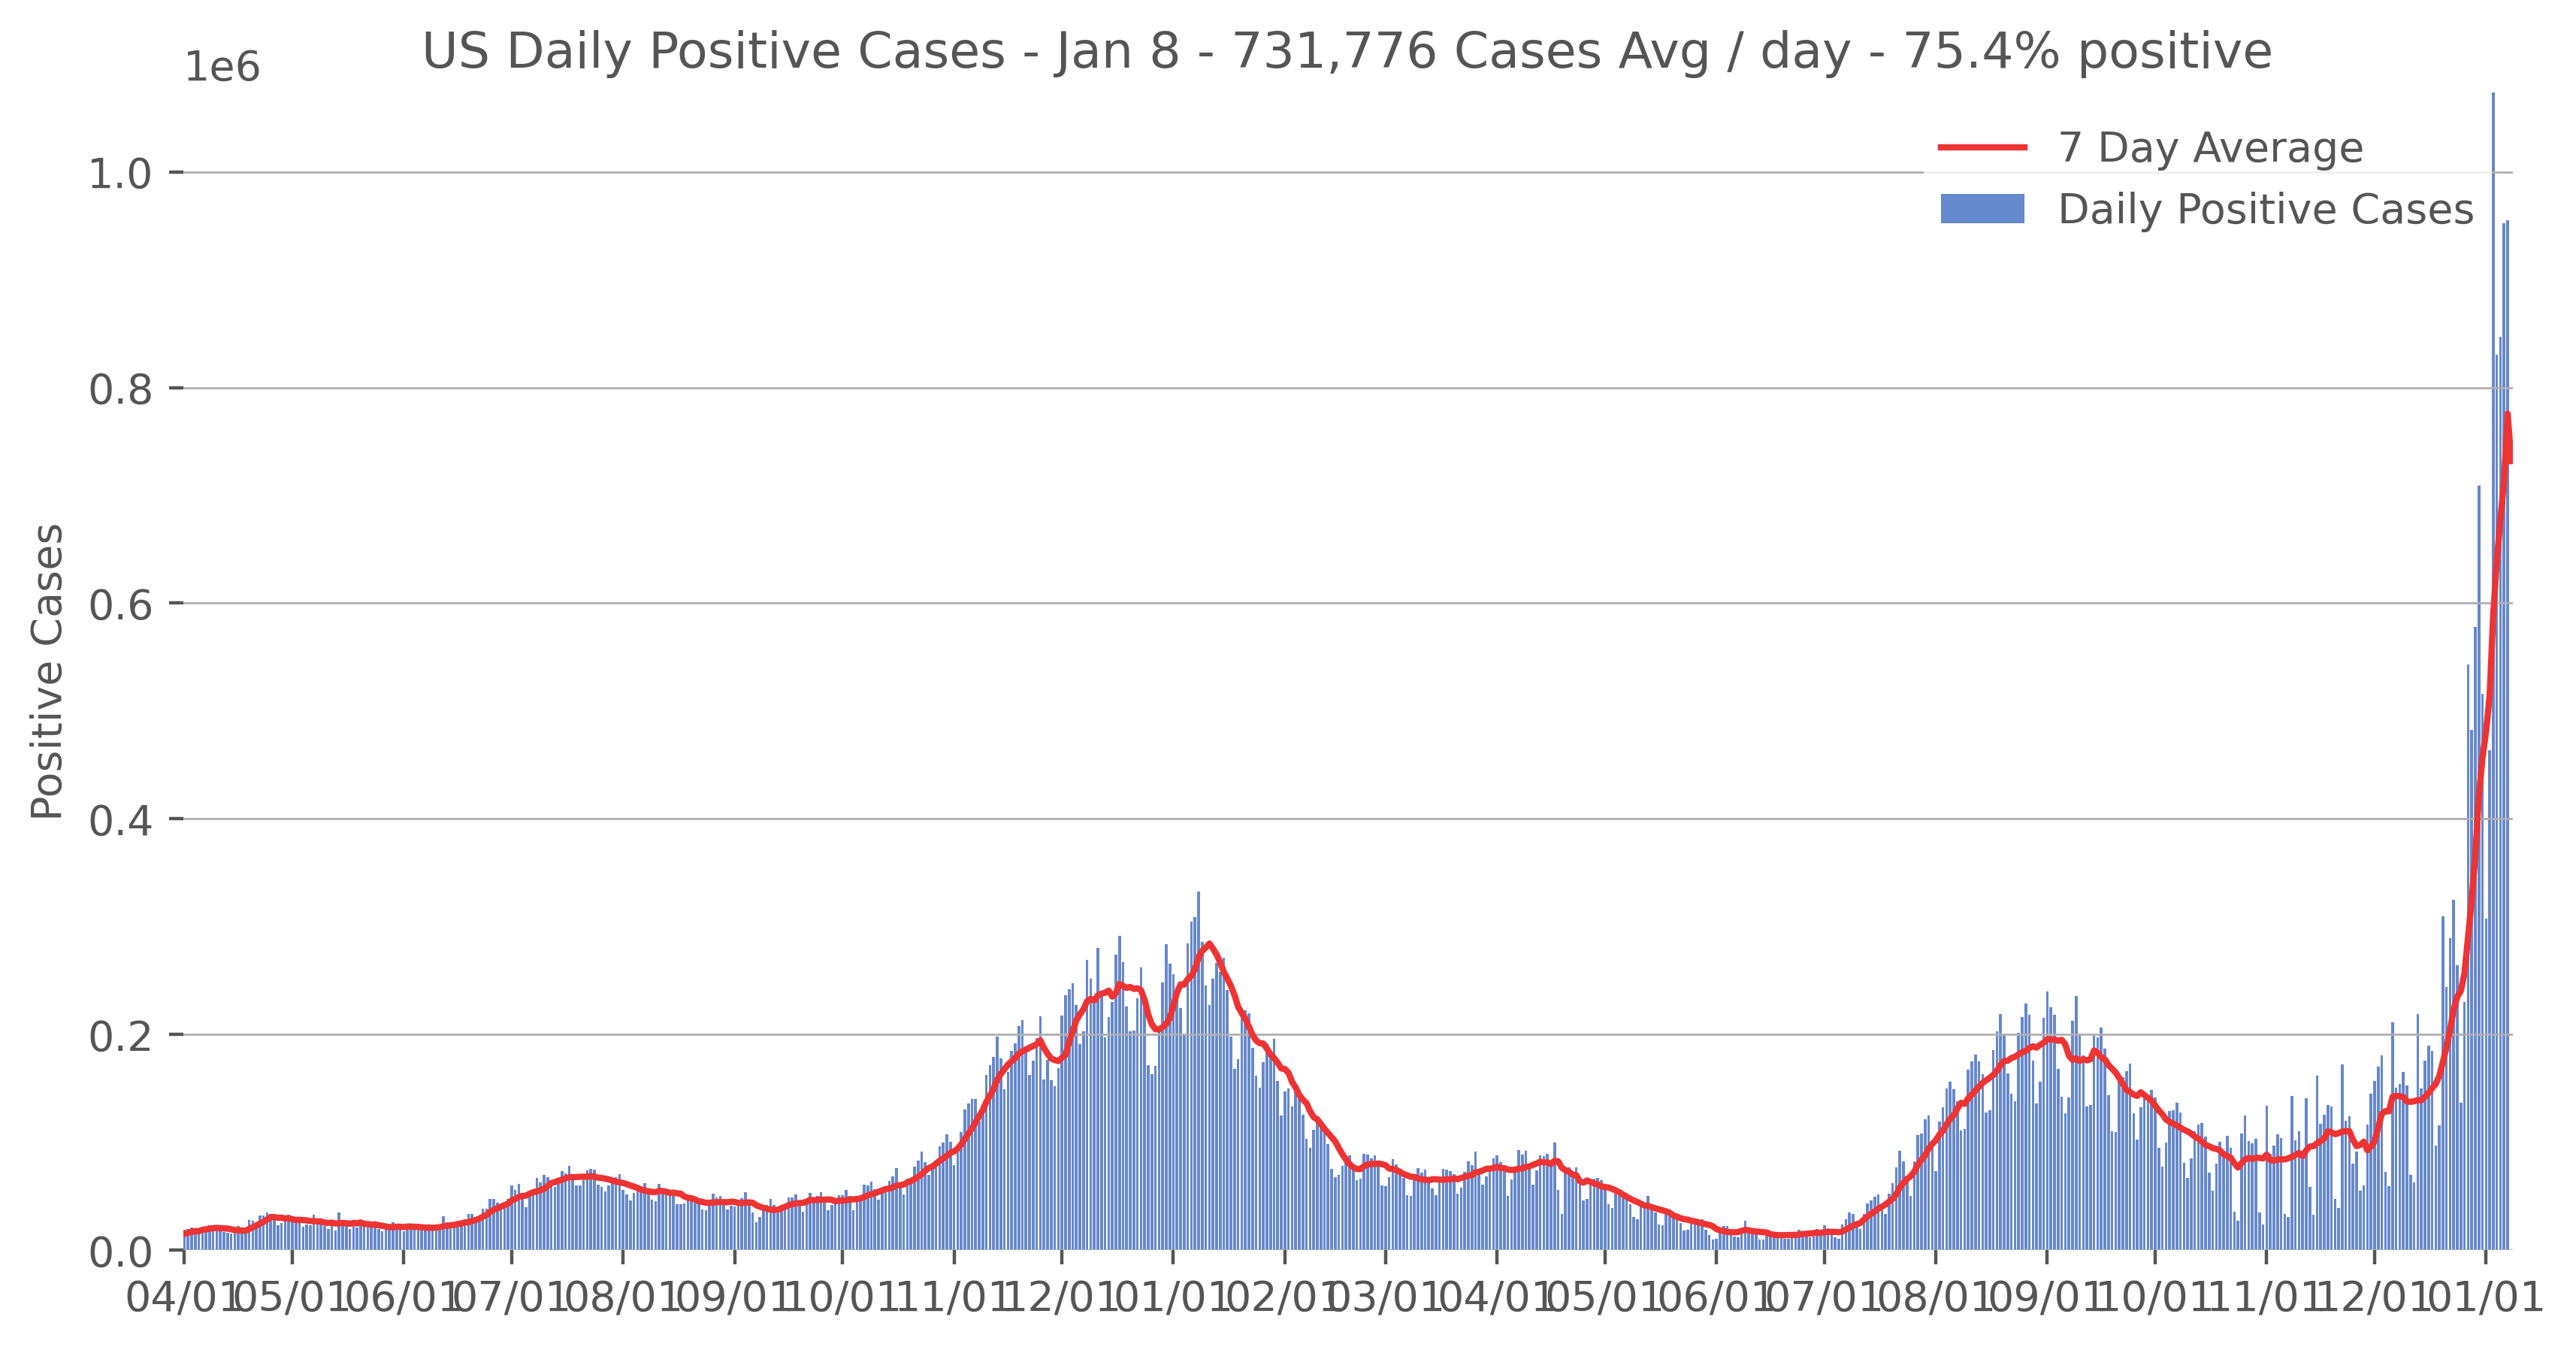 US Daily Positive Cases - Jan 8 - 731,776 Cases Avg / day - 75.4% positive
1e6
7 Day Average
Daily Positive Cases
Positive Cases
1.0
0.8
0.6
0.4
0.2
0.0
04/01 05/01 06/01 07/01 08/01 09/01 10/01 11/01 12/01 01/01 02/01 03/01 04/01 05/01 06/01 07/01 08/01 09/01 10/01 11/01 12/01 01/01